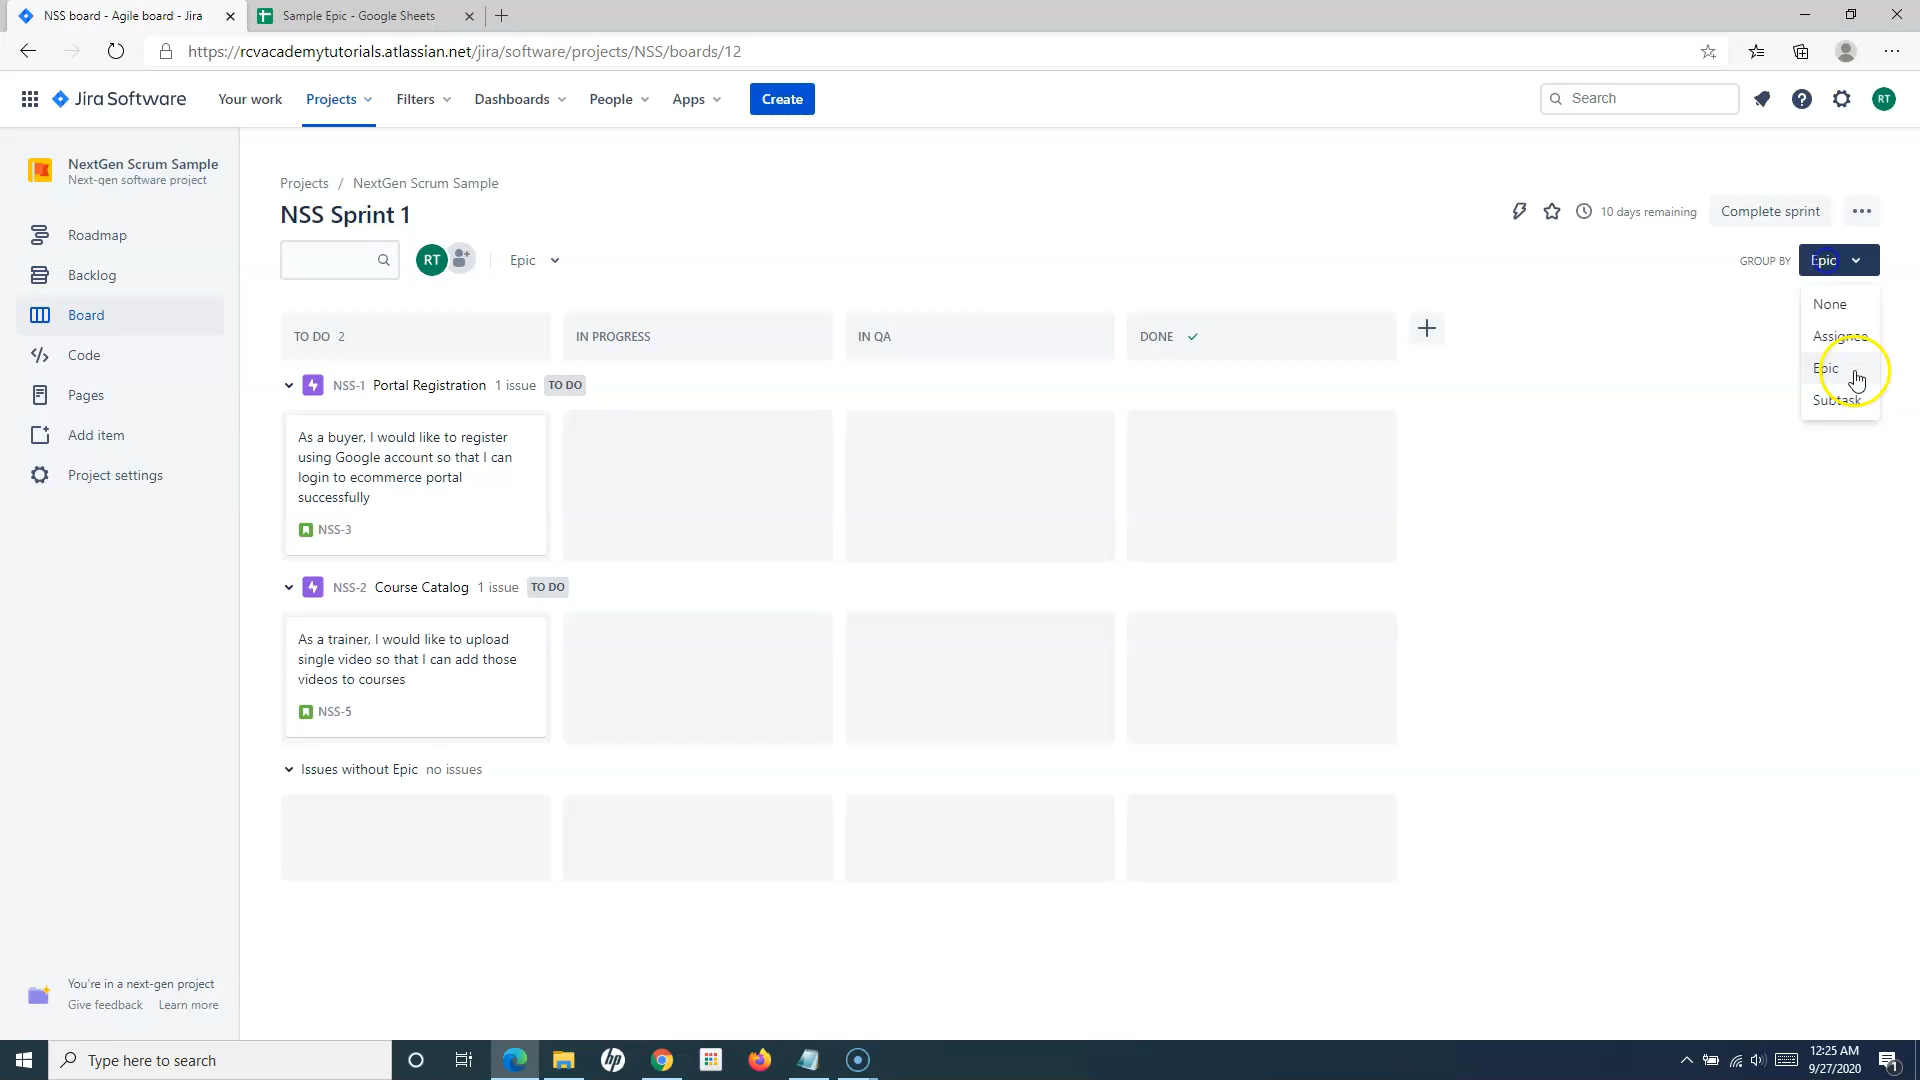 NSS board - Agile board - Jira
Sample Epic - Google Sheets
https://rcvacademytutorials.atlassian.net/jira/software/projects/NSS/boards/12
Jira Software
Your work
Projects
Filters
Dashboards
People
Apps
Create
Search
RT
NextGen Scrum Sample
Next-gen software project
Roadmap
Backlog
Board
Code
Pages
Add item
Project settings
Projects / NextGen Scrum Sample
NSS Sprint 1
10 days remaining
Complete sprint
RT
Epic
GROUP BY
Epic
None
Assignee
Epic
Subtask
TO DO 2
IN PROGRESS
IN QA
DONE
NSS-1 Portal Registration 1 issue TO DO
As a buyer, I would like to register
using Google account so that I can
login to ecommerce portal
successfully
NSS-3
NSS-2 Course Catalog 1 issue TO DO
As a trainer, I would like to upload
single video so that I can add those
videos to courses
NSS-5
Issues without Epic no issues
You're in a next-gen project
Give feedback Learn more
Type here to search
hp
12:25 AM
9/27/2020
1